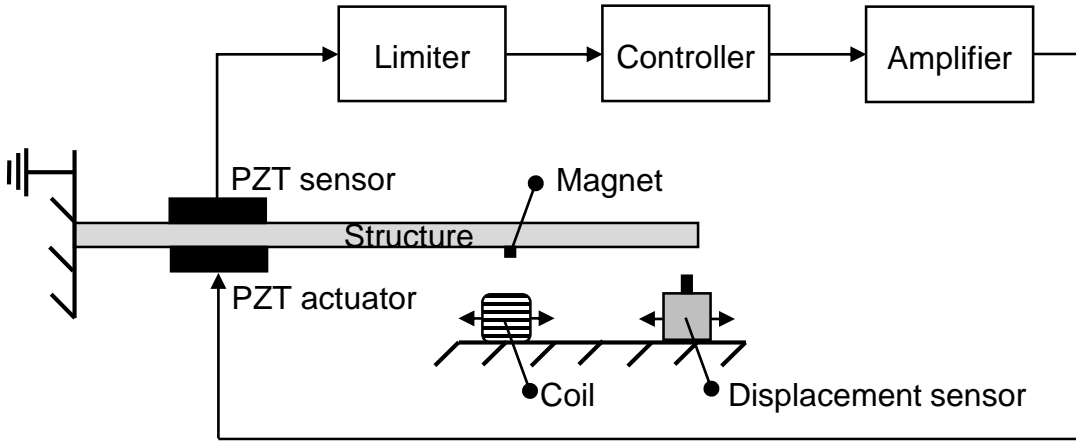 Limiter
Controller
Amplifier
PZT sensor
Magnet
Structure
PZT actuator
Coil
Displacement sensor